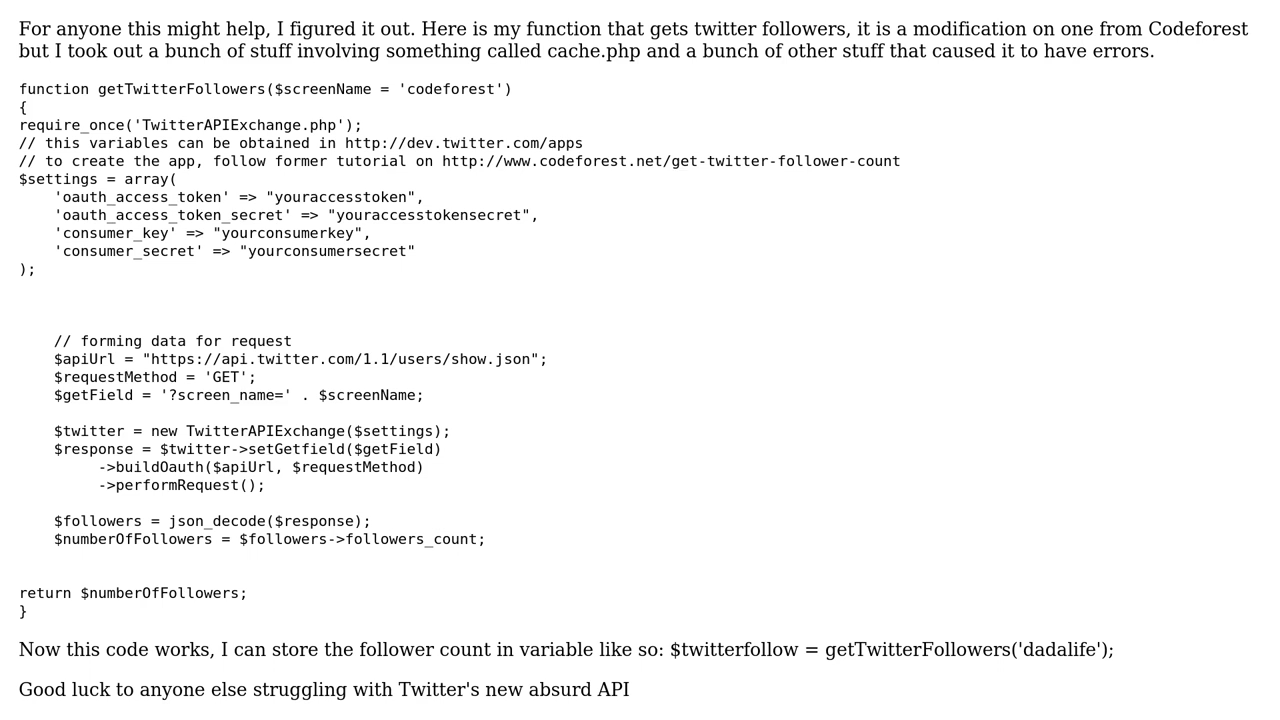 For anyone this might help, I figured it out. Here is my function that gets twitter followers, it is a modification on one from Codeforest
but I took out a bunch of stuff involving something called cache.php and a bunch of other stuff that caused it to have errors.
function getTwitterFollowers($screenName = 'codeforest')
{
require_once('TwitterAPIExchange.php');
// this variables can be obtained in http://dev.twitter.com/apps
// to create the app, follow former tutorial on http://www.codeforest.net/get-twitter-follower-count
$settings = array(
    'oauth_access_token' => "youraccesstoken",
    'oauth_access_token_secret' => "youraccesstokensecret",
    'consumer_key' => "yourconsumerkey",
    'consumer_secret' => "yourconsumersecret"
);
    // forming data for request
    $apiUrl = "https://api.twitter.com/1.1/users/show.json";
    $requestMethod = 'GET';
    $getField = '?screen_name=' . $screenName;
    $twitter = new TwitterAPIExchange($settings);
    $response = $twitter->setGetfield($getField)
         ->buildOauth($apiUrl, $requestMethod)
         ->performRequest();
    $followers = json_decode($response);
    $numberOfFollowers = $followers->followers_count;
return $numberOfFollowers;
}
Now this code works, I can store the follower count in variable like so: $twitterfollow = getTwitterFollowers('dadalife');
Good luck to anyone else struggling with Twitter's new absurd API